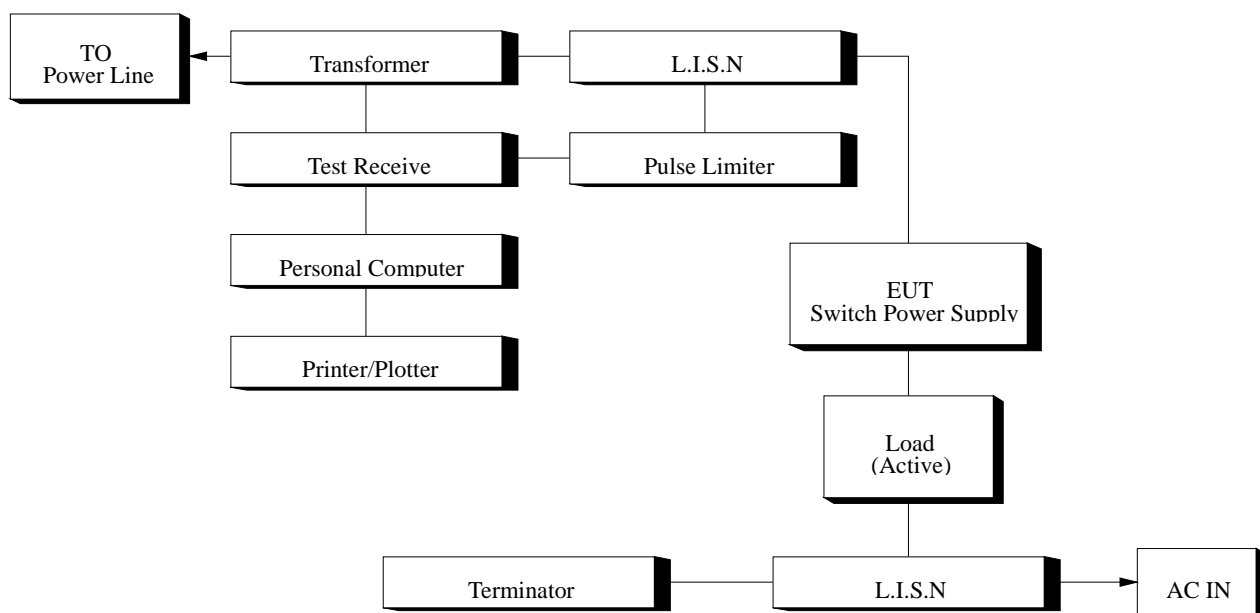 TO
Power Line
Transformer
L.I.S.N
Test Receive
Pulse Limiter
Personal Computer
EUT
Switch Power Supply
Printer/Plotter
Load
(Active)
Terminator
L.I.S.N
AC IN